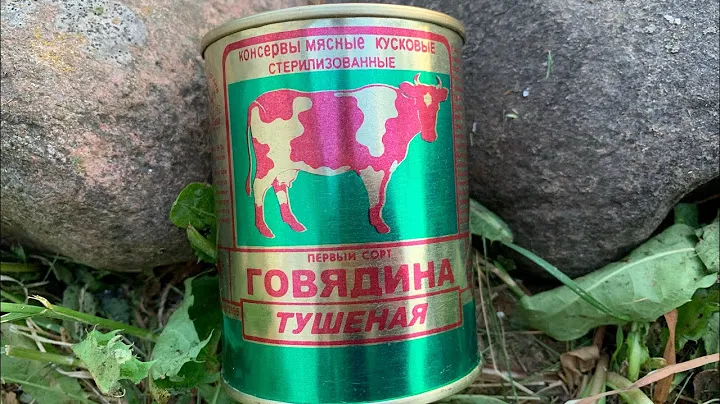 КОНСЕРВЫ МЯСНЫЕ КУСКОВЫЕ
СТЕРИЛИЗОВАННЫЕ
ПЕРВЫЙ СОРТ
ГОВЯДИНА
ТУШЕНАЯ